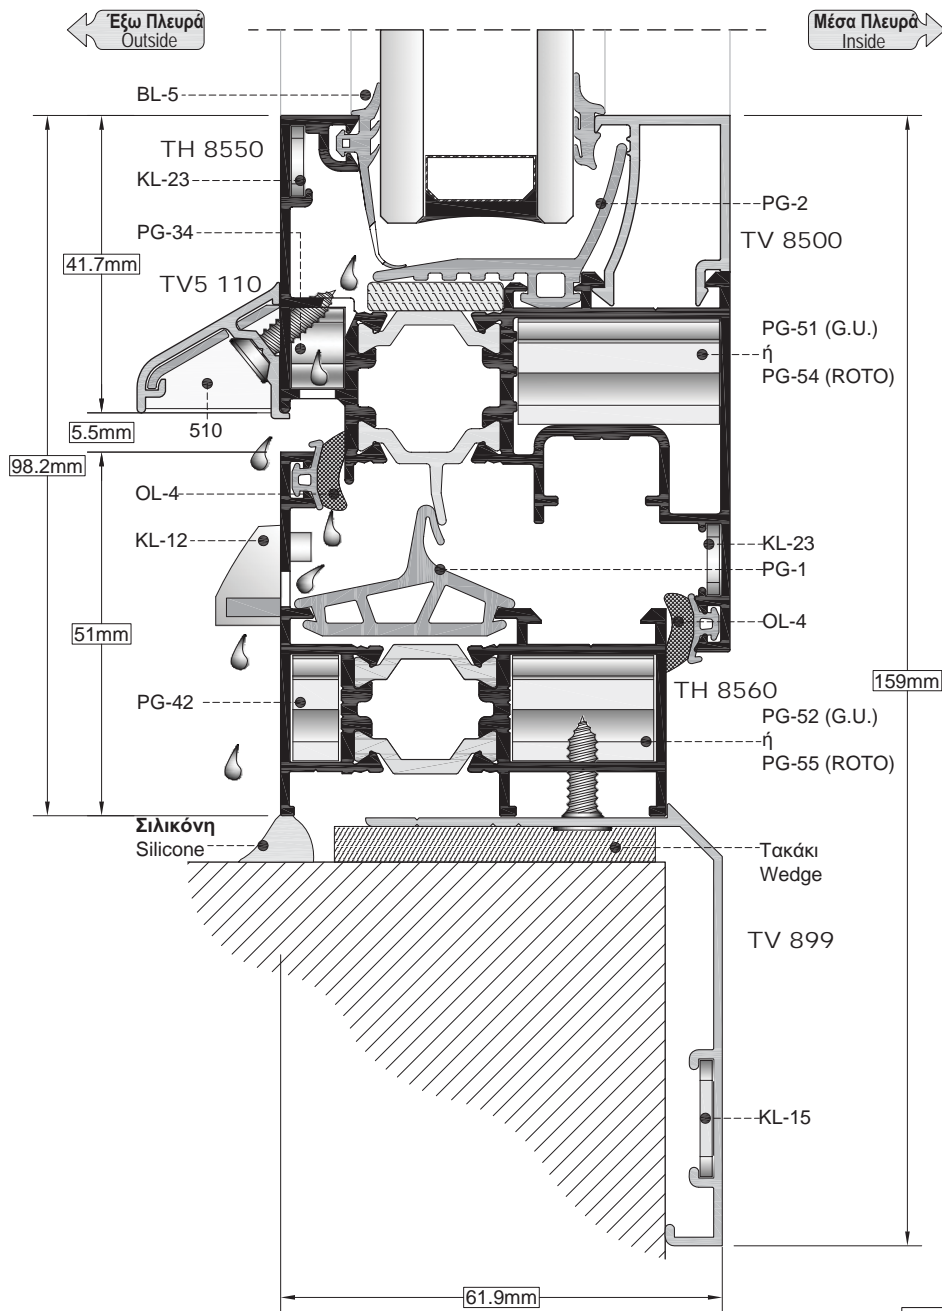 Έξω Πλευρά
Outside
Μέσα Πλευρά
Inside
BL-5
TH 8550
KL-23
PG-34
41.7mm
TV5 110
PG-2
TV 8500
PG-51 (G.U.)
ή
PG-54 (ROTO)
5.5mm
510
98.2mm
OL-4
KL-12
KL-23
PG-1
51mm
OL-4
159mm
PG-42
TH 8560
PG-52 (G.U.)
ή
PG-55 (ROTO)
Σιλικόνη
Silicone
Τακάκι
Wedge
TV 899
KL-15
61.9mm